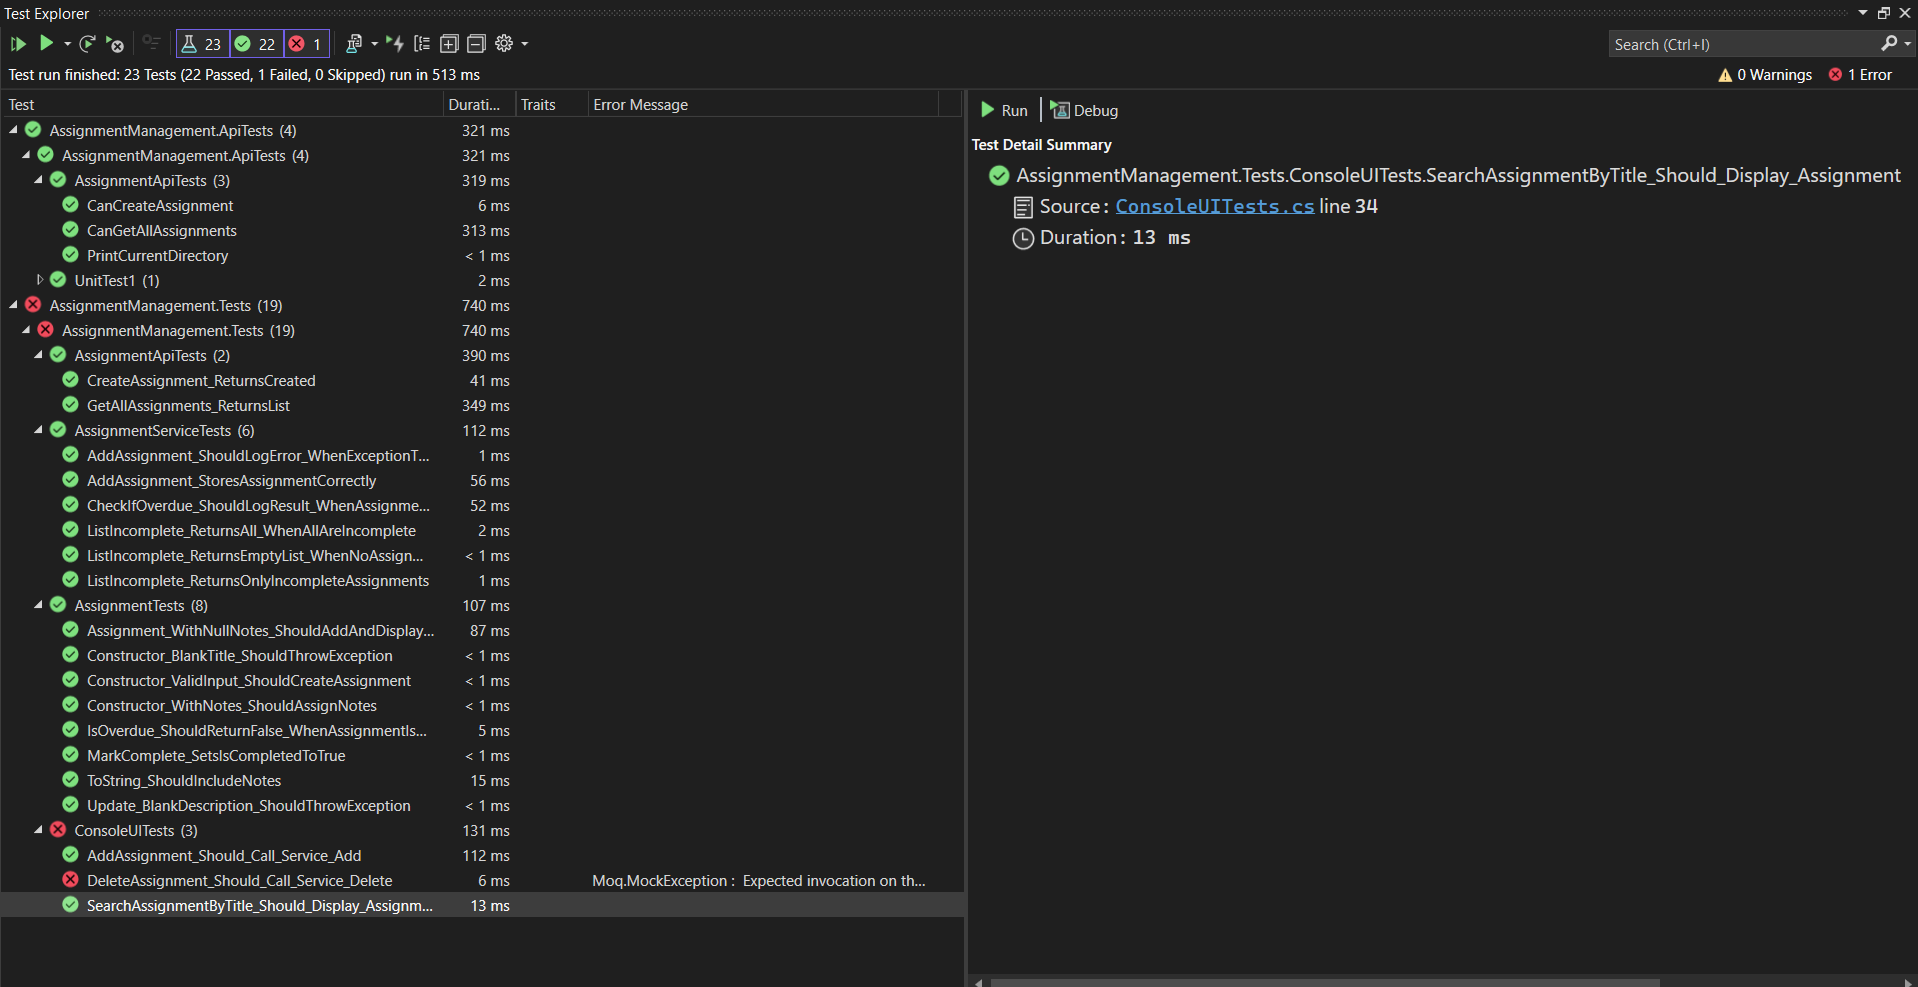 Test Explorer
23 22 1
Search (Ctrl+I)
Test run finished: 23 Tests (22 Passed, 1 Failed, 0 Skipped) run in 513 ms
0 Warnings 1 Error
Test Durati... Traits Error Message
AssignmentManagement.ApiTests (4) 321 ms
AssignmentManagement.ApiTests (4) 321 ms
AssignmentApiTests (3) 319 ms
CanCreateAssignment 6 ms
CanGetAllAssignments 313 ms
PrintCurrentDirectory < 1 ms
UnitTest1 (1) 2 ms
AssignmentManagement.Tests (19) 740 ms
AssignmentManagement.Tests (19) 740 ms
AssignmentApiTests (2) 390 ms
CreateAssignment_ReturnsCreated 41 ms
GetAllAssignments_ReturnsList 349 ms
AssignmentServiceTests (6) 112 ms
AddAssignment_ShouldLogError_WhenExceptionT... 1 ms
AddAssignment_StoresAssignmentCorrectly 56 ms
CheckIfOverdue_ShouldLogResult_WhenAssignme... 52 ms
ListIncomplete_ReturnsAll_WhenAllAreIncomplete 2 ms
ListIncomplete_ReturnsEmptyList_WhenNoAssign... < 1 ms
ListIncomplete_ReturnsOnlyIncompleteAssignments 1 ms
AssignmentTests (8) 107 ms
Assignment_WithNullNotes_ShouldAddAndDisplay... 87 ms
Constructor_BlankTitle_ShouldThrowException < 1 ms
Constructor_ValidInput_ShouldCreateAssignment < 1 ms
Constructor_WithNotes_ShouldAssignNotes < 1 ms
IsOverdue_ShouldReturnFalse_WhenAssignmentIs... 5 ms
MarkComplete_SetsIsCompletedToTrue < 1 ms
ToString_ShouldIncludeNotes 15 ms
Update_BlankDescription_ShouldThrowException < 1 ms
ConsoleUITests (3) 131 ms
AddAssignment_Should_Call_Service_Add 112 ms
DeleteAssignment_Should_Call_Service_Delete 6 ms Moq.MockException : Expected invocation on th...
SearchAssignmentByTitle_Should_Display_Assignm... 13 ms
Run Debug
Test Detail Summary
AssignmentManagement.Tests.ConsoleUITests.SearchAssignmentByTitle_Should_Display_Assignment
Source: ConsoleUITests.cs line 34
Duration: 13 ms